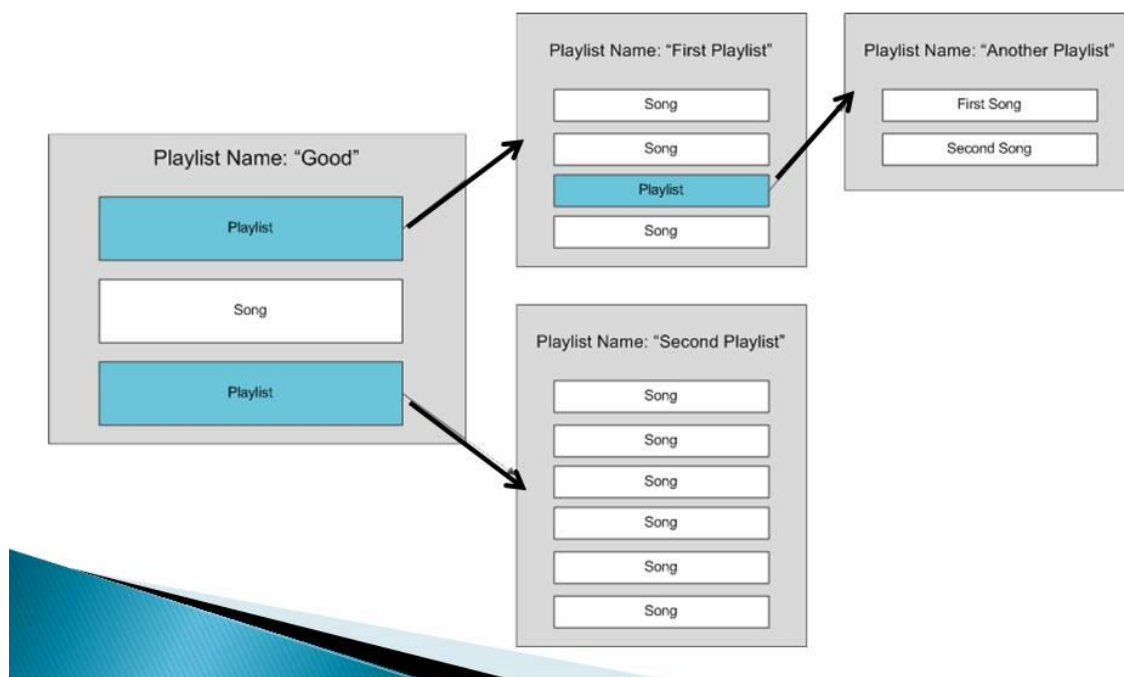 Playlist Name: “Good”
Playlist
Song
Playlist
Playlist Name: “First Playlist”
Song
Song
Playlist
Song
Playlist Name: “Another Playlist”
First Song
Second Song
Playlist Name: “Second Playlist”
Song
Song
Song
Song
Song
Song